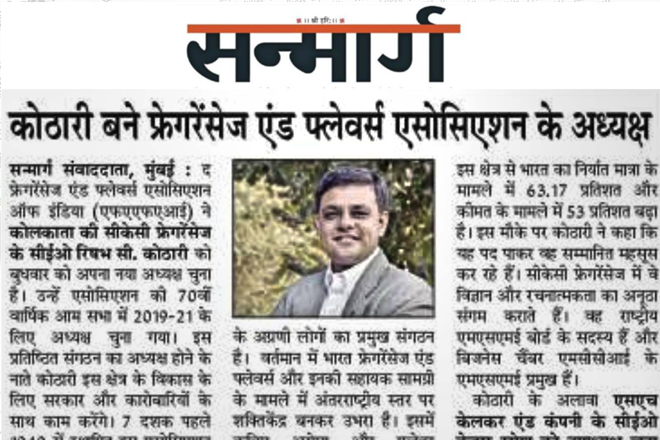 ॥ श्री हरि: ॥
सन्मार्ग
कोठारी बने फ्रेगरेंसेज एंड फ्लेवर्स एसोसिएशन के अध्यक्ष
सन्मार्ग संवाददाता, मुंबई : द
फ्रेगरेंसेज एंड फ्लेवर्स एसोसिएशन
ऑफ इंडिया (एफएएफएआई) ने
कोलकाता की सीकेसी फ्रेगरेंसेज
के सीईओ रिषभ सी. कोठारी को
बुधवार को अपना नया अध्यक्ष चुना
है। उन्हें एसोसिएशन की 70वीं
वार्षिक आम सभा में 2019-21 के
लिए अध्यक्ष चुना गया। इस
प्रतिष्ठित संगठन का अध्यक्ष होने के
नाते कोठारी इस क्षेत्र के विकास के
लिए सरकार और कारोबारियों के
साथ काम करेंगे। 7 दशक पहले
के अग्रणी लोगों का प्रमुख संगठन
है। वर्तमान में भारत फ्रेगरेंसेज एंड
फ्लेवर्स और इनकी सहायक सामग्री
के मामले में अंतरराष्ट्रीय स्तर पर
शक्तिकेंद्र बनकर उभरा है। इसमें
इस क्षेत्र से भारत का निर्यात मात्रा के
मामले में 63.17 प्रतिशत और
कीमत के मामले में 53 प्रतिशत बढ़ा
है। इस मौके पर कोठारी ने कहा कि
यह पद पाकर वह सम्मानित महसूस
कर रहे हैं। सीकेसी फ्रेगरेंसेज में वे
विज्ञान और रचनात्मकता का अनूठा
संगम कराते हैं। वह राष्ट्रीय
एमएसएमई बोर्ड के सदस्य हैं और
बिजनेस चैंबर एमसीसीआई के
एमएसएमई प्रमुख हैं।
कोठारी के अलावा एसएच
केलकर एंड कंपनी के सीईओ